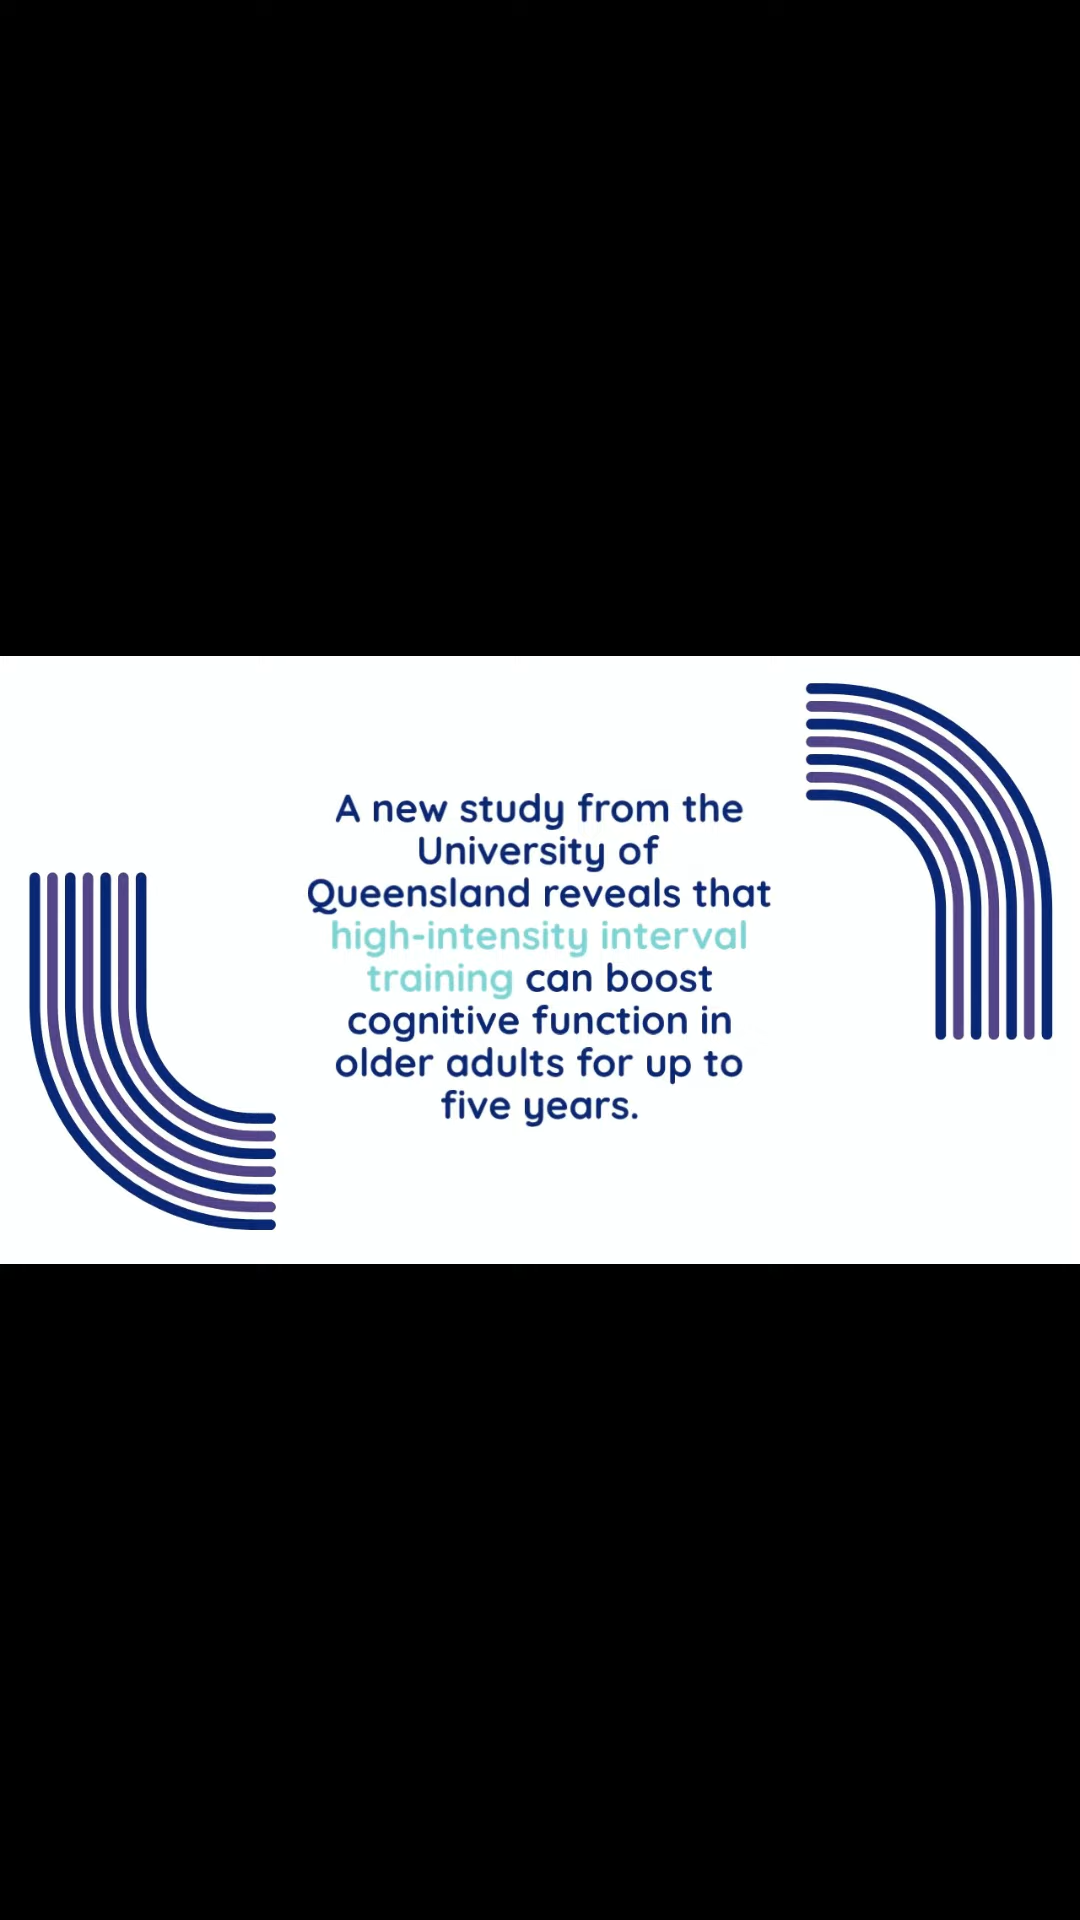 A new study from the
University of
Queensland reveals that
high-intensity interval
training can boost
cognitive function in
older adults for up to
five years.